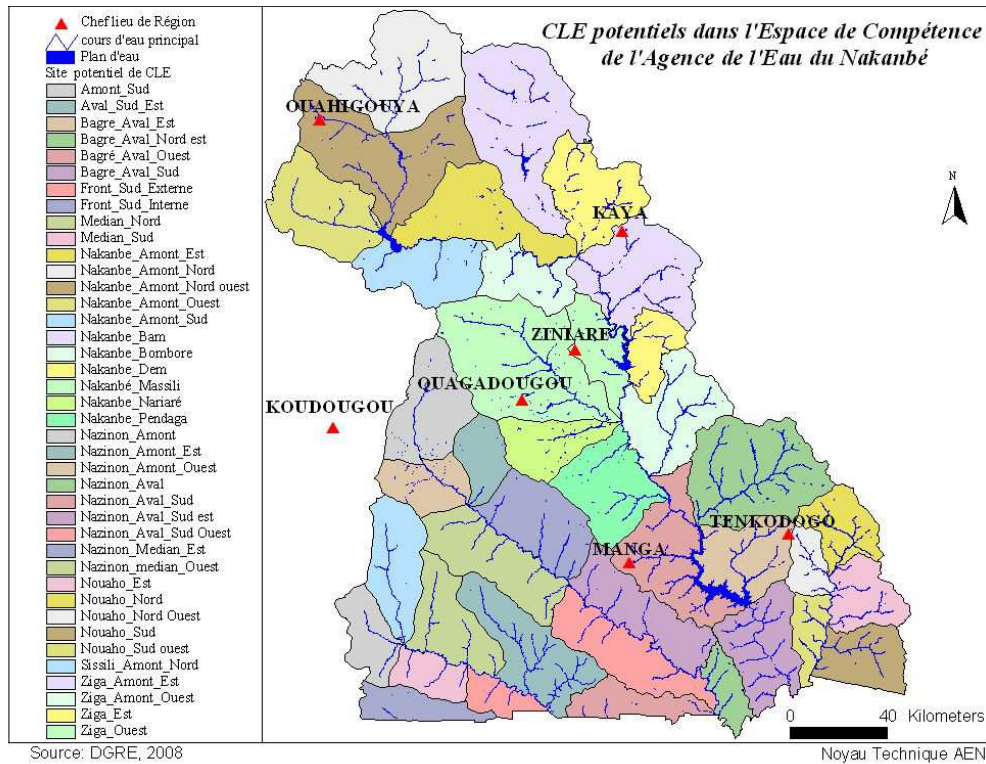 Chef lieu de Région
cours d'eau principal
Plan d'eau
Site potentiel de CLE
Amont_Sud
Aval_Sud_Est
Bagre_Aval_Est
Bagre_Aval_Nord est
Bagré_Aval_Ouest
Bagre_Aval_Sud
Front_Sud_Externe
Front_Sud_Interne
Median_Nord
Median_Sud
Nakanbe_Amont_Est
Nakanbe_Amont_Nord
Nakanbe_Amont_Nord ouest
Nakanbe_Amont_Ouest
Nakanbe_Amont_Sud
Nakanbe_Bam
Nakanbe_Bombore
Nakanbe_Dem
Nakanbé_Massili
Nakanbe_Nariaré
Nakanbe_Pendaga
Nazinon_Amont
Nazinon_Amont_Est
Nazinon_Amont_Ouest
Nazinon_Aval
Nazinon_Aval_Sud
Nazinon_Aval_Sud est
Nazinon_Aval_Sud Ouest
Nazinon_Median_Est
Nazinon_median_Ouest
Nouaho_Est
Nouaho_Nord
Nouaho_Nord Ouest
Nouaho_Sud
Nouaho_Sud ouest
Sissili_Amont_Nord
Ziga_Amont_Est
Ziga_Amont_Ouest
Ziga_Est
Ziga_Ouest
CLE potentiels dans l'Espace de Compétence
de l'Agence de l'Eau du Nakanbé
OUAHIGOUYA
KAYA
N
ZINIARE
OUAGADOUGOU
KOUDOUGOU
TENKODOGO
MANGA
0 40 Kilometers
Source: DGRE, 2008
Noyau Technique AEN